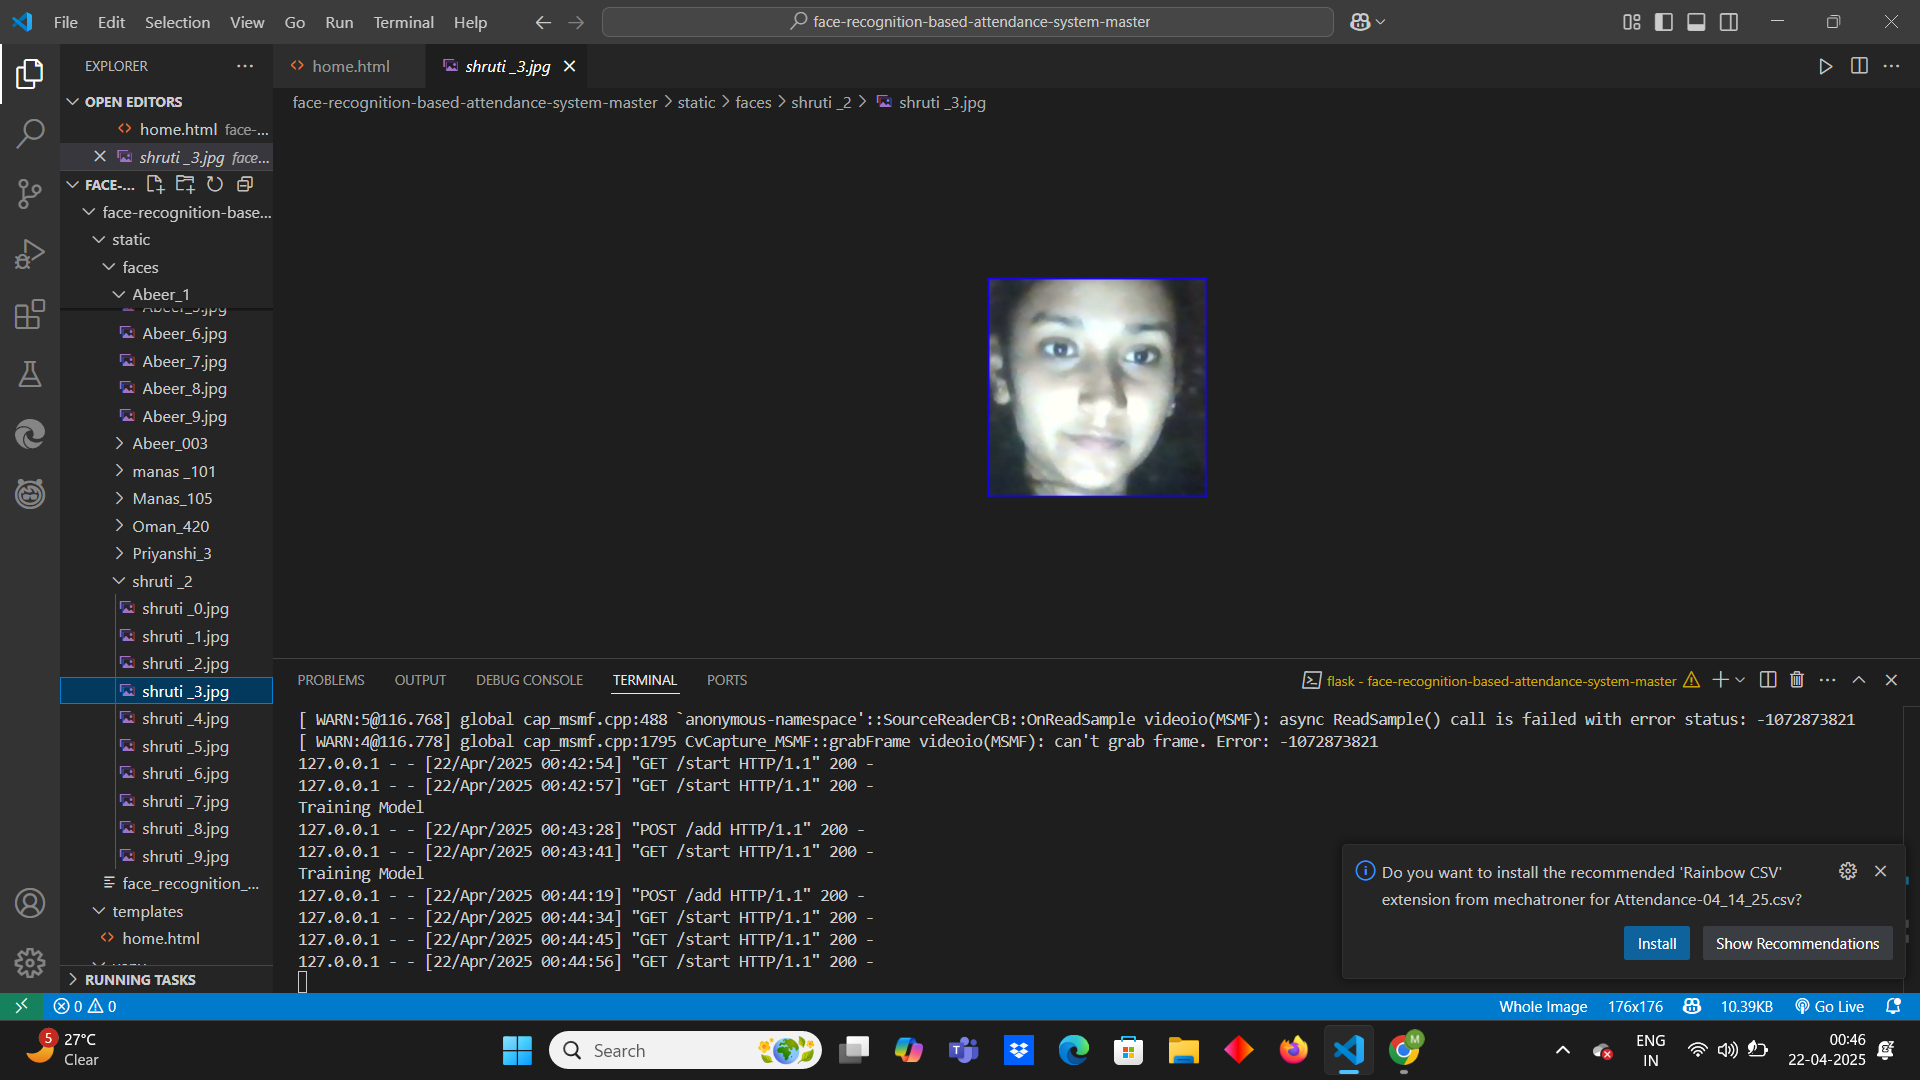 File Edit Selection View Go Run Terminal Help
face-recognition-based-attendance-system-master
EXPLORER
OPEN EDITORS
home.html face-...
shruti _3.jpg face...
FACE-...
face-recognition-base...
static
faces
Abeer_1
Abeer_5.jpg
Abeer_6.jpg
Abeer_7.jpg
Abeer_8.jpg
Abeer_9.jpg
Abeer_003
manas _101
Manas_105
Oman_420
Priyanshi_3
shruti _2
shruti _0.jpg
shruti _1.jpg
shruti _2.jpg
shruti _3.jpg
shruti _4.jpg
shruti _5.jpg
shruti _6.jpg
shruti _7.jpg
shruti _8.jpg
shruti _9.jpg
face_recognition_...
templates
home.html
RUNNING TASKS
home.html
shruti _3.jpg
face-recognition-based-attendance-system-master > static > faces > shruti _2 > shruti _3.jpg
PROBLEMS OUTPUT DEBUG CONSOLE TERMINAL PORTS
flask - face-recognition-based-attendance-system-master
[ WARN:5@116.768] global cap_msmf.cpp:488 `anonymous-namespace'::SourceReaderCB::OnReadSample videoio(MSMF): async ReadSample() call is failed with error status: -1072873821
[ WARN:4@116.778] global cap_msmf.cpp:1795 CvCapture_MSMF::grabFrame videoio(MSMF): can't grab frame. Error: -1072873821
127.0.0.1 - - [22/Apr/2025 00:42:54] "GET /start HTTP/1.1" 200 -
127.0.0.1 - - [22/Apr/2025 00:42:57] "GET /start HTTP/1.1" 200 -
Training Model
127.0.0.1 - - [22/Apr/2025 00:43:28] "POST /add HTTP/1.1" 200 -
127.0.0.1 - - [22/Apr/2025 00:43:41] "GET /start HTTP/1.1" 200 -
Training Model
127.0.0.1 - - [22/Apr/2025 00:44:19] "POST /add HTTP/1.1" 200 -
127.0.0.1 - - [22/Apr/2025 00:44:34] "GET /start HTTP/1.1" 200 -
127.0.0.1 - - [22/Apr/2025 00:44:45] "GET /start HTTP/1.1" 200 -
127.0.0.1 - - [22/Apr/2025 00:44:56] "GET /start HTTP/1.1" 200 -
Do you want to install the recommended 'Rainbow CSV'
extension from mechatroner for Attendance-04_14_25.csv?
Install Show Recommendations
0 0
Whole Image 176x176 10.39KB Go Live
5
27°C
Clear
Search
M
ENG
IN
00:46
22-04-2025